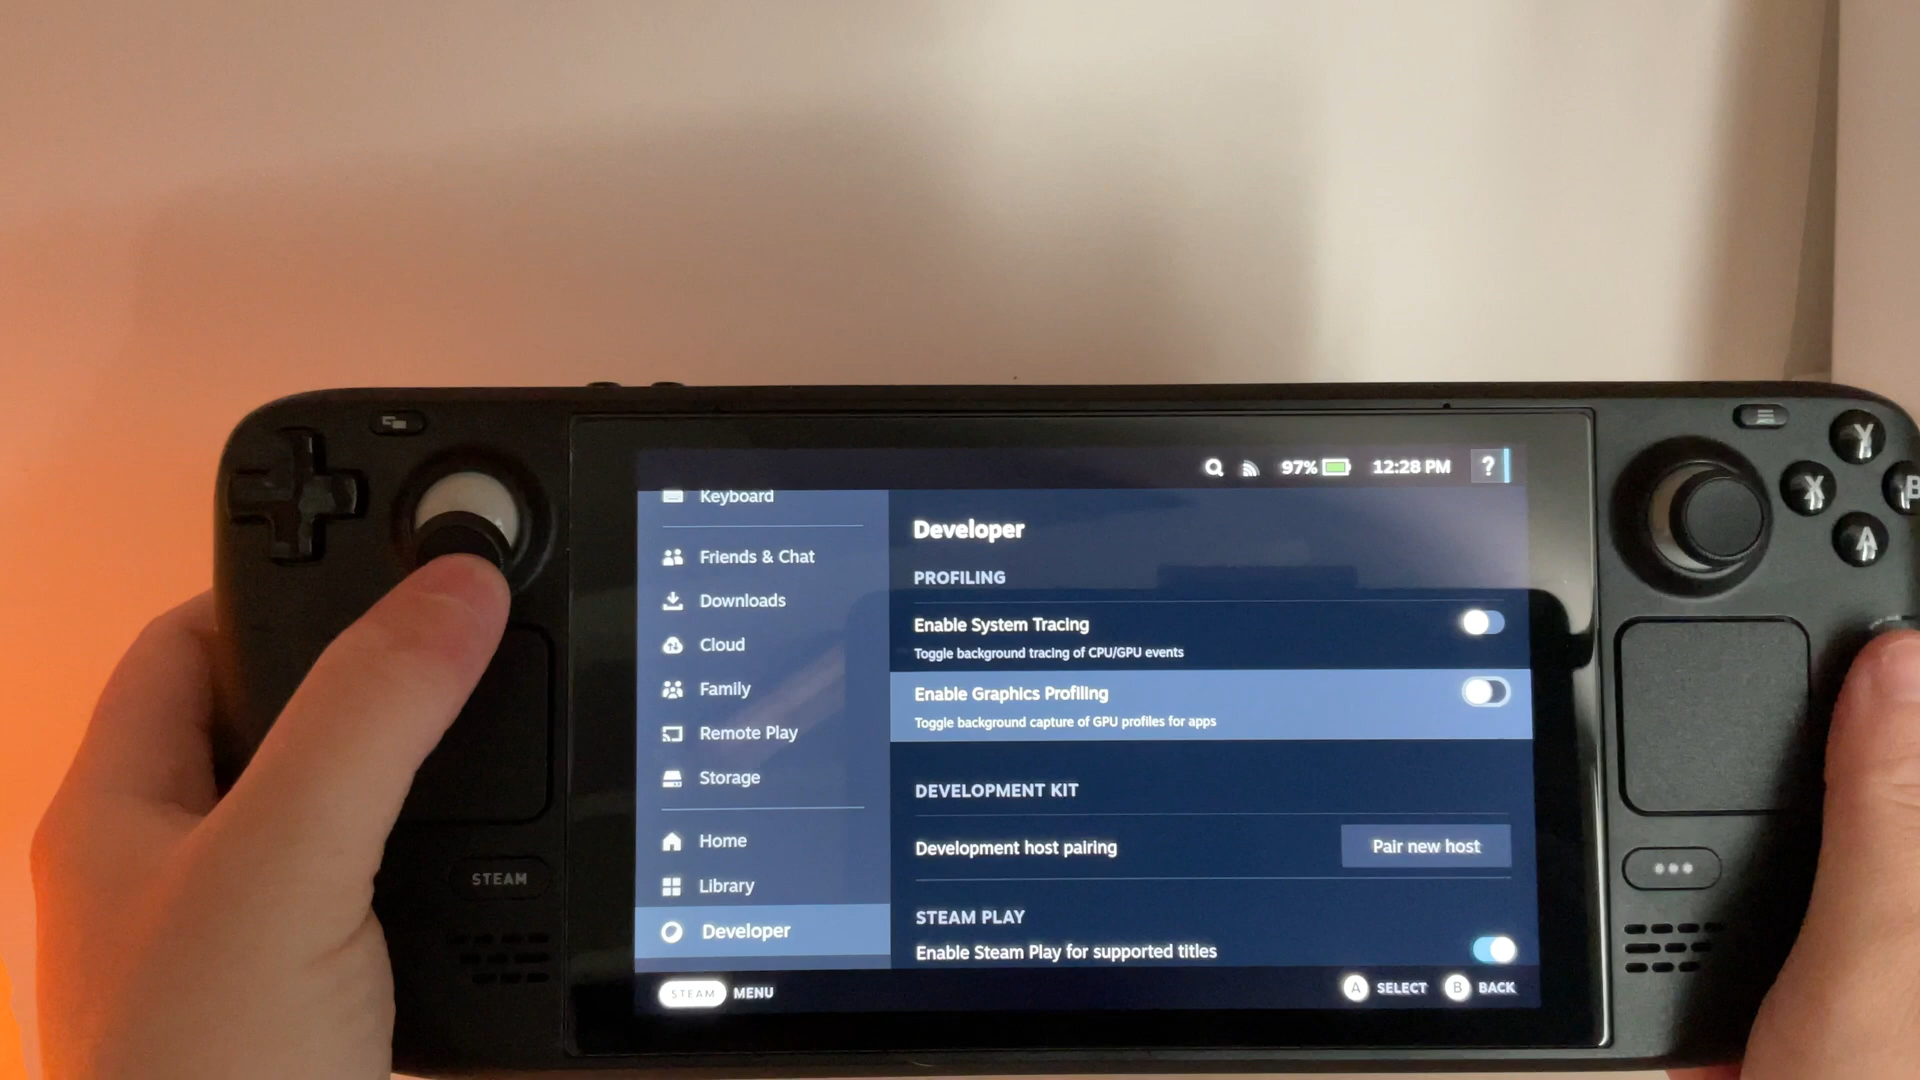 97% 12:28 PM ?
Keyboard
Friends & Chat
Downloads
Cloud
Family
Remote Play
Storage
Home
Library
Developer
Developer
PROFILING
Enable System Tracing
Toggle background tracing of CPU/GPU events
Enable Graphics Profiling
Toggle background capture of GPU profiles for apps
DEVELOPMENT KIT
Development host pairing
Pair new host
STEAM PLAY
Enable Steam Play for supported titles
STEAM MENU
A SELECT B BACK
STEAM
Y
X
B
A